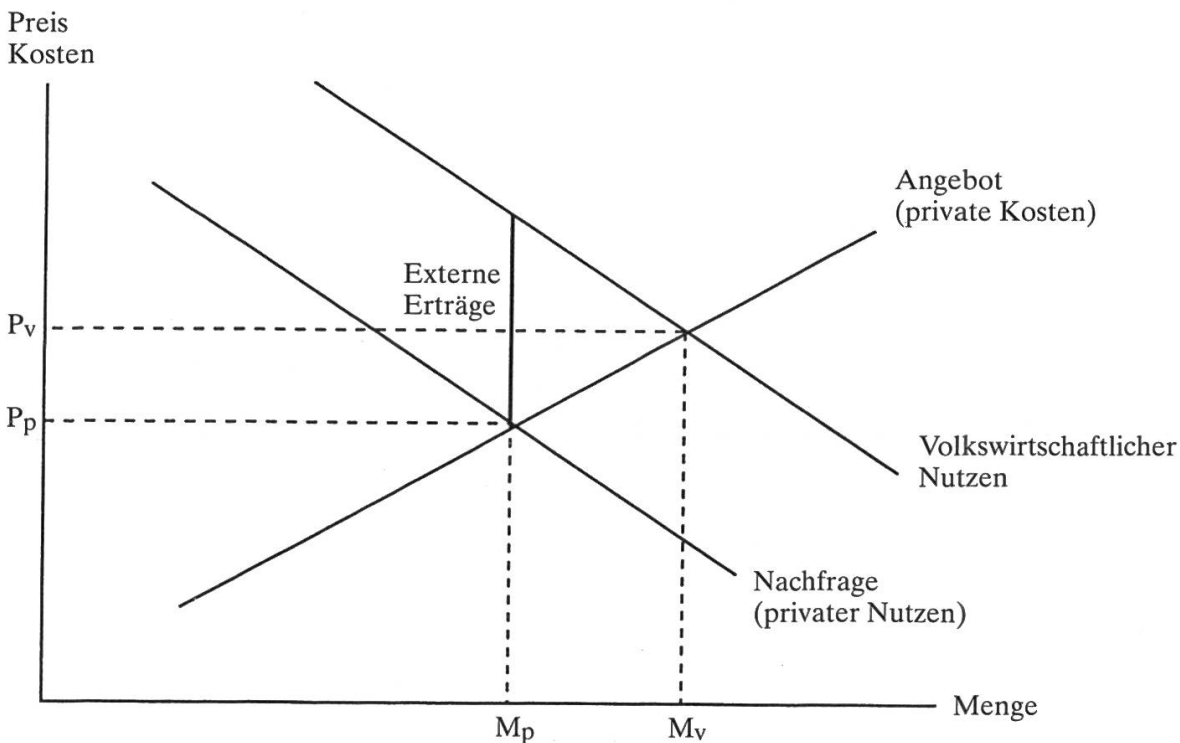 Preis
Kosten
Angebot
(private Kosten)
Externe
Erträge
Pv
Pp
Volkswirtschaftlicher
Nutzen
Nachfrage
(privater Nutzen)
Menge
Mp
Mv